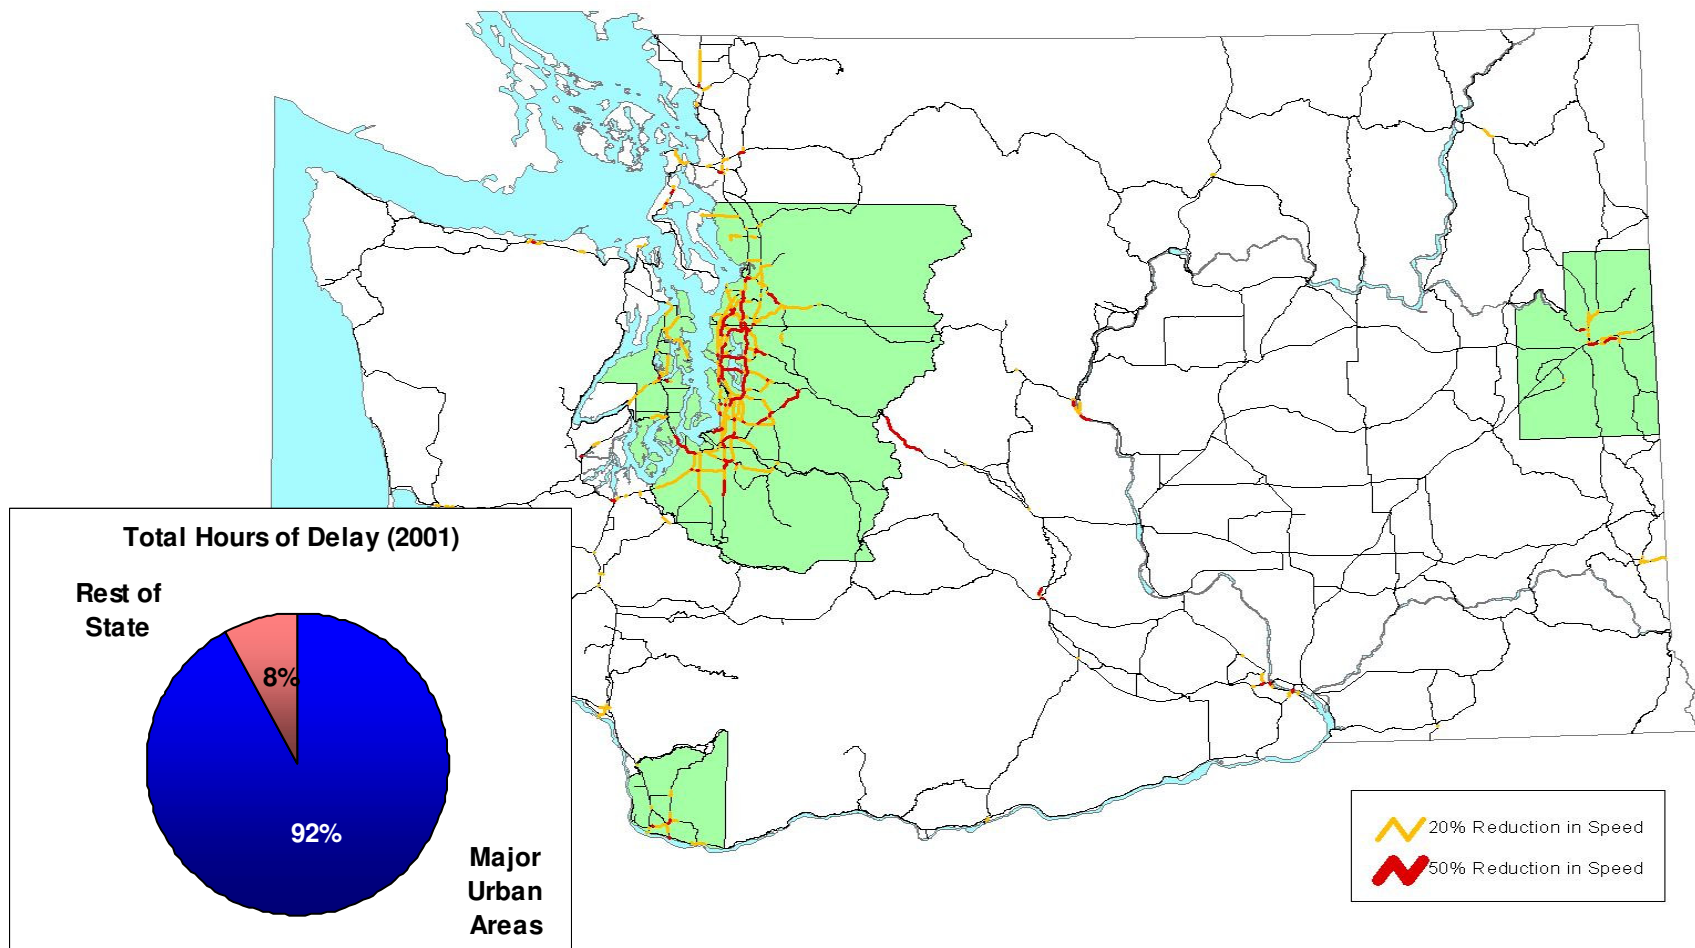 Total Hours of Delay (2001)
Rest of
State
8%
92%
Major
Urban
Areas
20% Reduction in Speed
50% Reduction in Speed